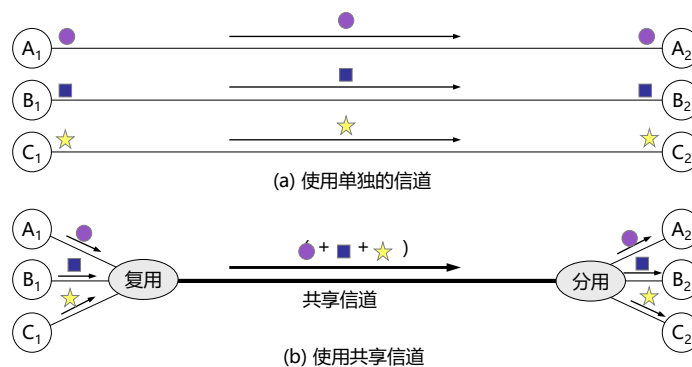 A₁ A₂
B₁ B₂
C₁ C₂
(a) 使用单独的信道
A₁ A₂
( + + )
B₁ 复用 分用 B₂
共享信道
C₁ C₂
(b) 使用共享信道